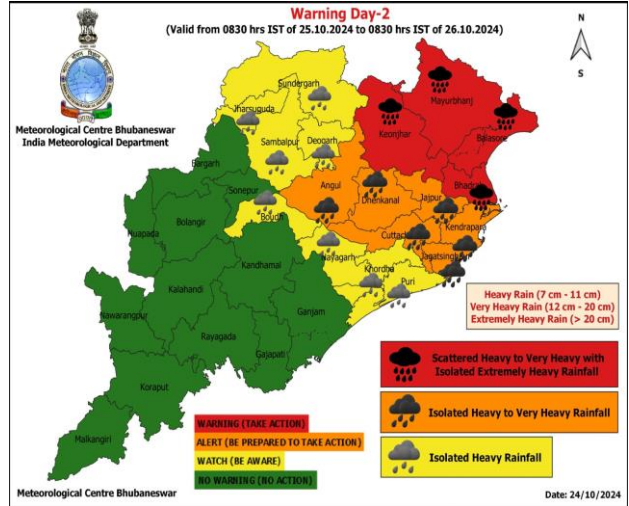 Warning Day-2
(Valid from 0830 hrs IST of 25.10.2024 to 0830 hrs IST of 26.10.2024)
N
Meteorological Centre Bhubaneswar
India Meteorological Department
Sundergarh
Jharsuguda
Sambalpur
Deogarh
Bargarh
Sonepur
Boudh
Bolangir
Nuapada
Kandhamal
Kalahandi
Nawarangpur
Rayagada
Ganjam
Gajapati
Koraput
Malkangiri
Mayurbhanj
Keonjhar
Balasore
Bhadrak
Angul
Dhenkanal
Jajpur
Kendrapara
Cuttack
Jagatsinghpur
Nayagarh
Khordha
Puri
Heavy Rain (7 cm - 11 cm)
Very Heavy Rain (12 cm - 20 cm)
Extremely Heavy Rain (> 20 cm)
Scattered Heavy to Very Heavy with
Isolated Extremely Heavy Rainfall
Isolated Heavy to Very Heavy Rainfall
Isolated Heavy Rainfall
WARNING (TAKE ACTION)
ALERT (BE PREPARED TO TAKE ACTION)
WATCH (BE AWARE)
NO WARNING (NO ACTION)
Meteorological Centre Bhubaneswar
Date: 24/10/2024